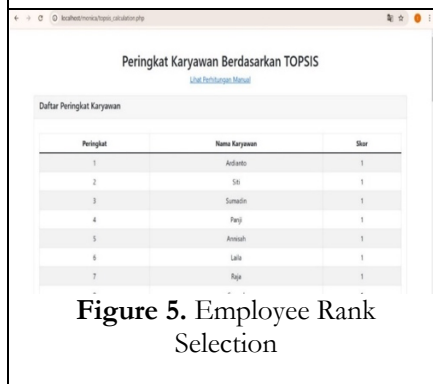 localhost/monica/topsis_calculation.php
Peringkat Karyawan Berdasarkan TOPSIS
Lihat Perhitungan Manual
Daftar Peringkat Karyawan
Peringkat Nama Karyawan Skor
1 Ardianto 1
2 Siti 1
3 Sumadin 1
4 Panji 1
5 Annisah 1
6 Laila 1
7 Raja 1
Figure 5. Employee Rank
Selection